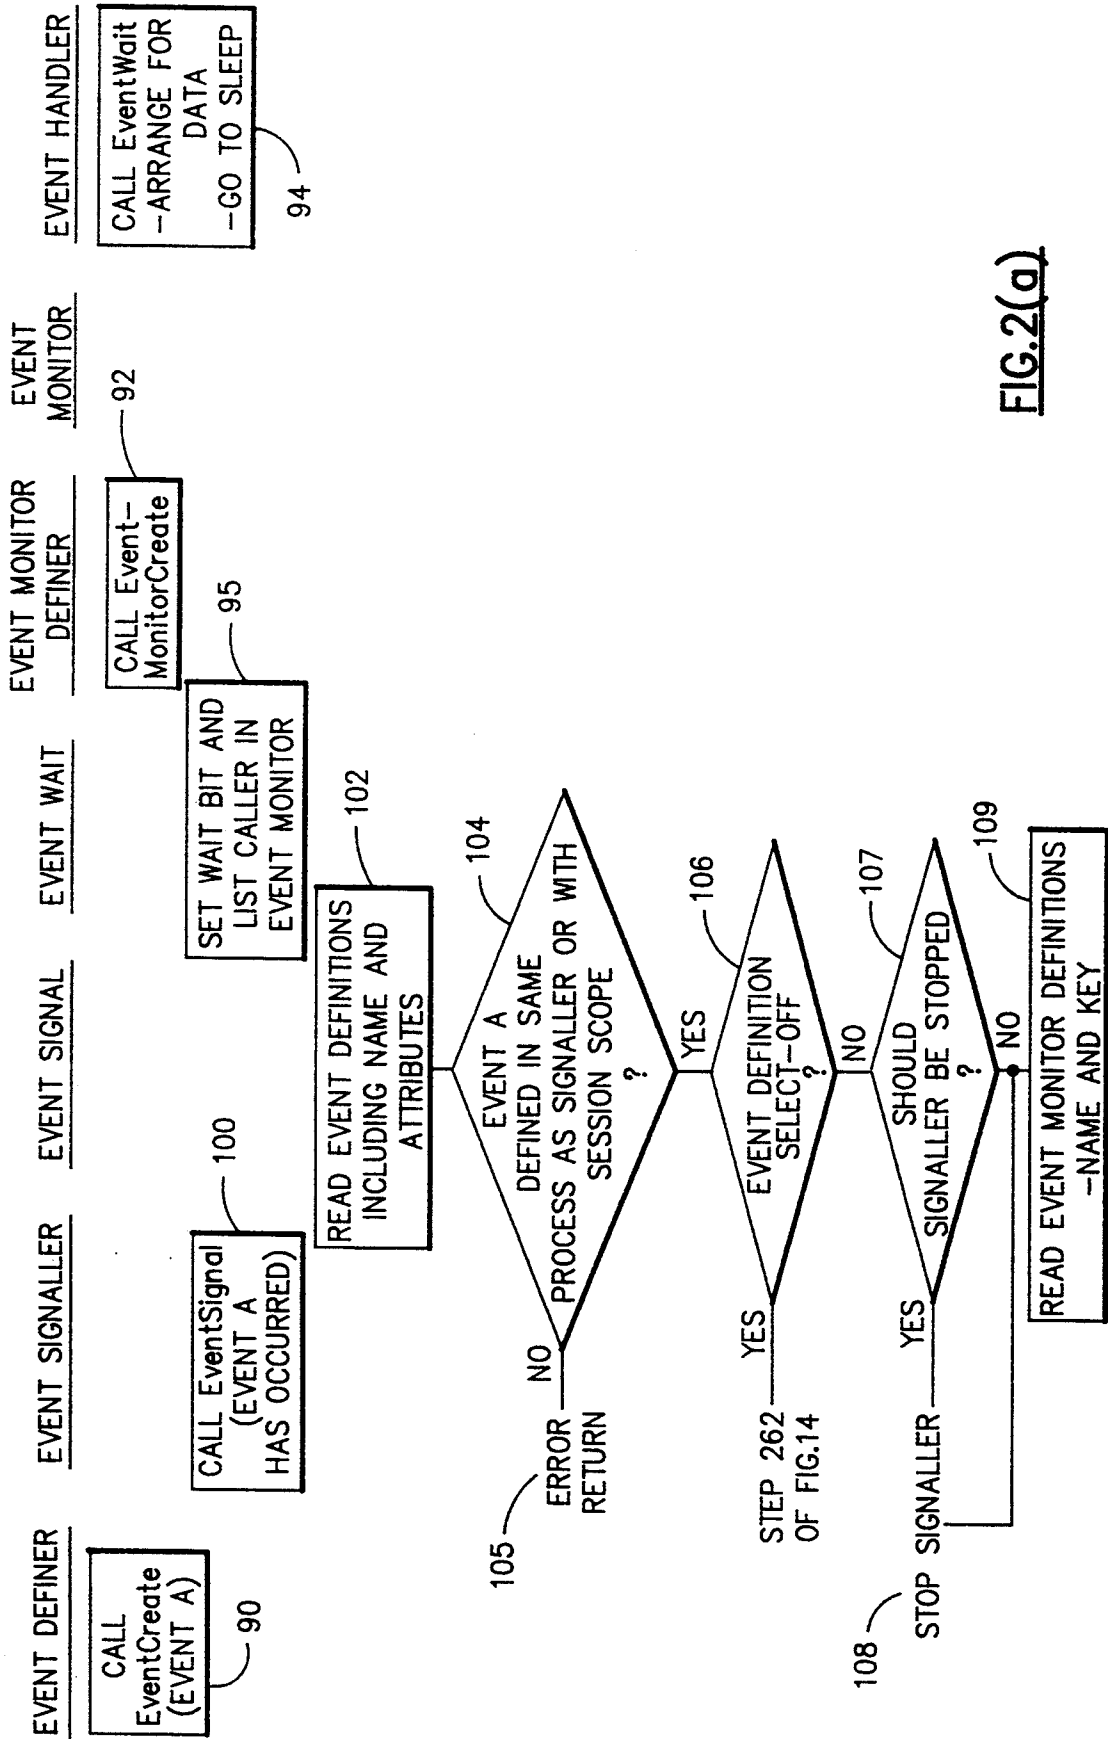 EVENT DEFINER
EVENT SIGNALLER
EVENT SIGNAL
EVENT WAIT
EVENT MONITOR
DEFINER
EVENT
MONITOR
EVENT HANDLER
CALL
EventCreate
(EVENT A)
90
CALL Event-
MonitorCreate
92
CALL EventWait
-ARRANGE FOR
DATA
-GO TO SLEEP
94
SET WAIT BIT AND
LIST CALLER IN
EVENT MONITOR
95
CALL EventSignal
(EVENT A
HAS OCCURRED)
100
READ EVENT DEFINITIONS
INCLUDING NAME AND
ATTRIBUTES
102
EVENT A
DEFINED IN SAME
PROCESS AS SIGNALLER OR WITH
SESSION SCOPE
?
104
NO
ERROR
RETURN
105
YES
EVENT DEFINITION
SELECT-OFF
?
106
YES
STEP 262
OF FIG.14
NO
SHOULD
SIGNALLER BE STOPPED
?
107
YES
STOP SIGNALLER
108
NO
READ EVENT MONITOR DEFINITIONS
-NAME AND KEY
109
FIG.2(a)